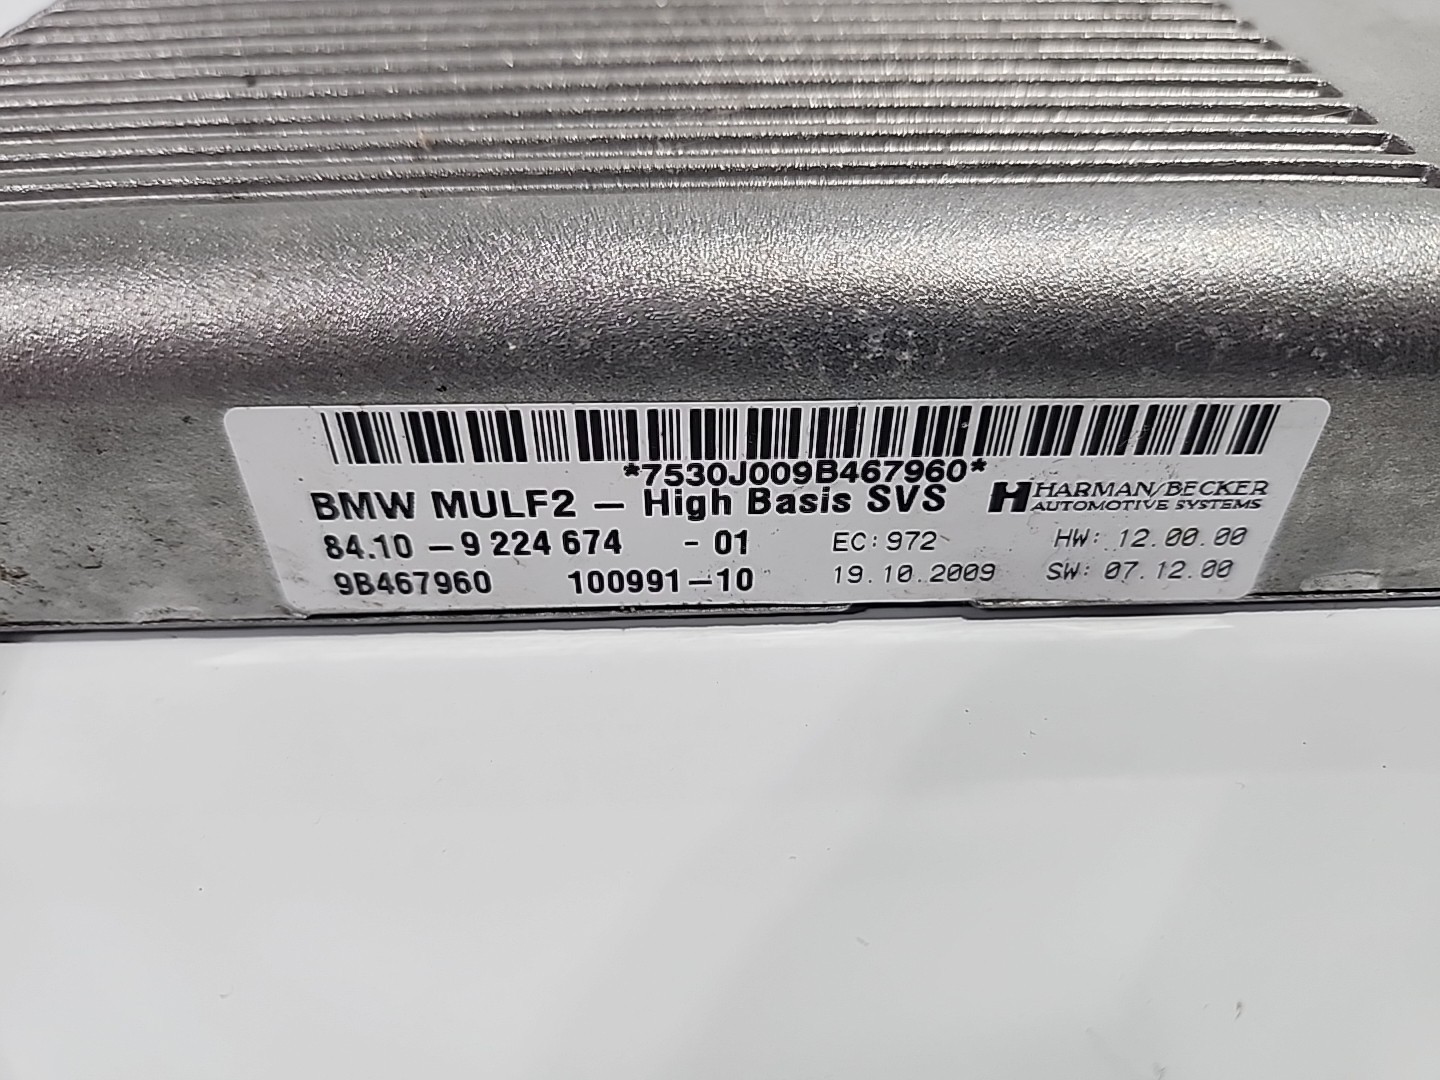 *7530J009B467960*
BMW MULF2 – High Basis SVS
HARMAN/BECKER
AUTOMOTIVE SYSTEMS
84.10 – 9 224 674 - 01 EC: 972 HW: 12.00.00
9B467960 100991–10 19.10.2009 SW: 07.12.00